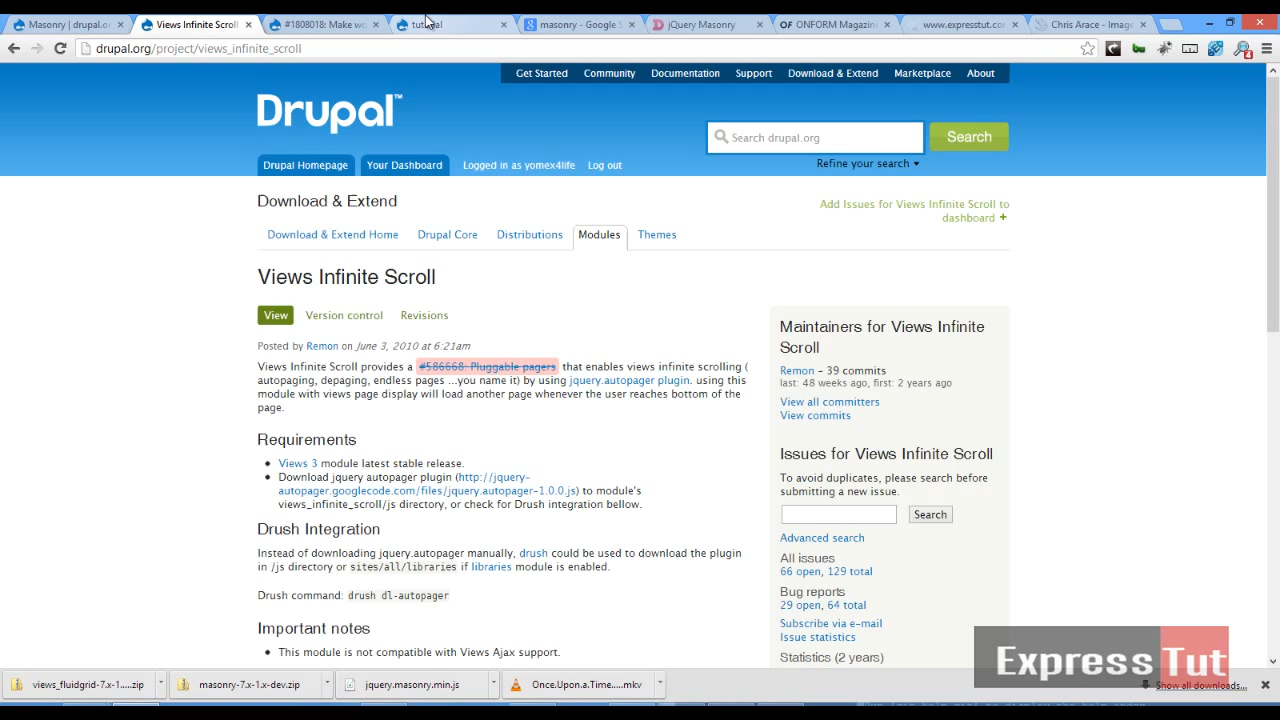 Masonry | drupal.o
Views Infinite Scroll
#1808018: Make wo
tutorial
masonry - Google S
jQuery Masonry
OF ONFORM Magazin
www.expresstut.com
Chris Arace - Image
drupal.org/project/views_infinite_scroll
Get Started Community Documentation Support Download & Extend Marketplace About
Drupal™
Search drupal.org
Search
Refine your search
Drupal Homepage Your Dashboard Logged in as yomex4life Log out
Download & Extend
Add Issues for Views Infinite Scroll to
dashboard +
Download & Extend Home Drupal Core Distributions Modules Themes
Views Infinite Scroll
View Version control Revisions
Posted by Remon on June 3, 2010 at 6:21am
Views Infinite Scroll provides a #586668: Pluggable pagers that enables views infinite scrolling (
autopaging, depaging, endless pages ...you name it) by using jquery.autopager plugin. using this
module with views page display will load another page whenever the user reaches bottom of the
page.
Requirements
Views 3 module latest stable release.
Download jquery autopager plugin (http://jquery-
autopager.googlecode.com/files/jquery.autopager-1.0.0.js) to module's
views_infinite_scroll/js directory, or check for Drush integration bellow.
Drush Integration
Instead of downloading jquery.autopager manually, drush could be used to download the plugin
in /js directory or sites/all/libraries if libraries module is enabled.
Drush command: drush dl-autopager
Important notes
This module is not compatible with Views Ajax support.
Maintainers for Views Infinite
Scroll
Remon - 39 commits
last: 48 weeks ago, first: 2 years ago
View all committers
View commits
Issues for Views Infinite Scroll
To avoid duplicates, please search before
submitting a new issue.
Search
Advanced search
All issues
66 open, 129 total
Bug reports
29 open, 64 total
Subscribe via e-mail
Issue statistics
Statistics (2 years)
Express Tut
views_fluidgrid-7.x-1.....zip
masonry-7.x-1.x-dev.zip
jquery.masonry.min.js
Once.Upon.a.Time.....mkv
Show all downloads...